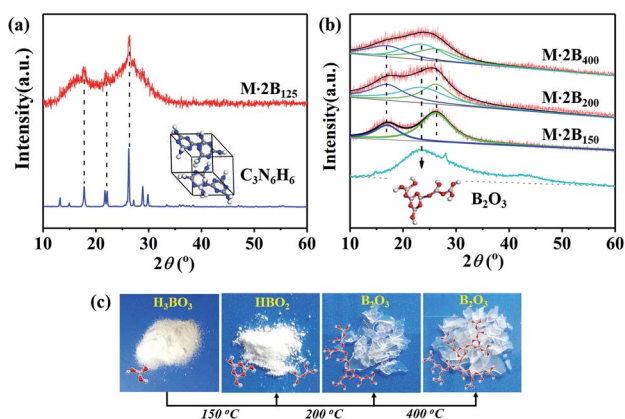 (a)
Intensity(a.u.)
M·2B₁₂₅
C₃N₆H₆
10 20 30 40 50 60
2θ (°)
(b)
Intensity(a.u.)
M·2B₄₀₀
M·2B₂₀₀
M·2B₁₅₀
B₂O₃
10 20 30 40 50 60
2θ (°)
(c)
H₃BO₃ HBO₂ B₂O₃ B₂O₃
150 °C 200 °C 400 °C